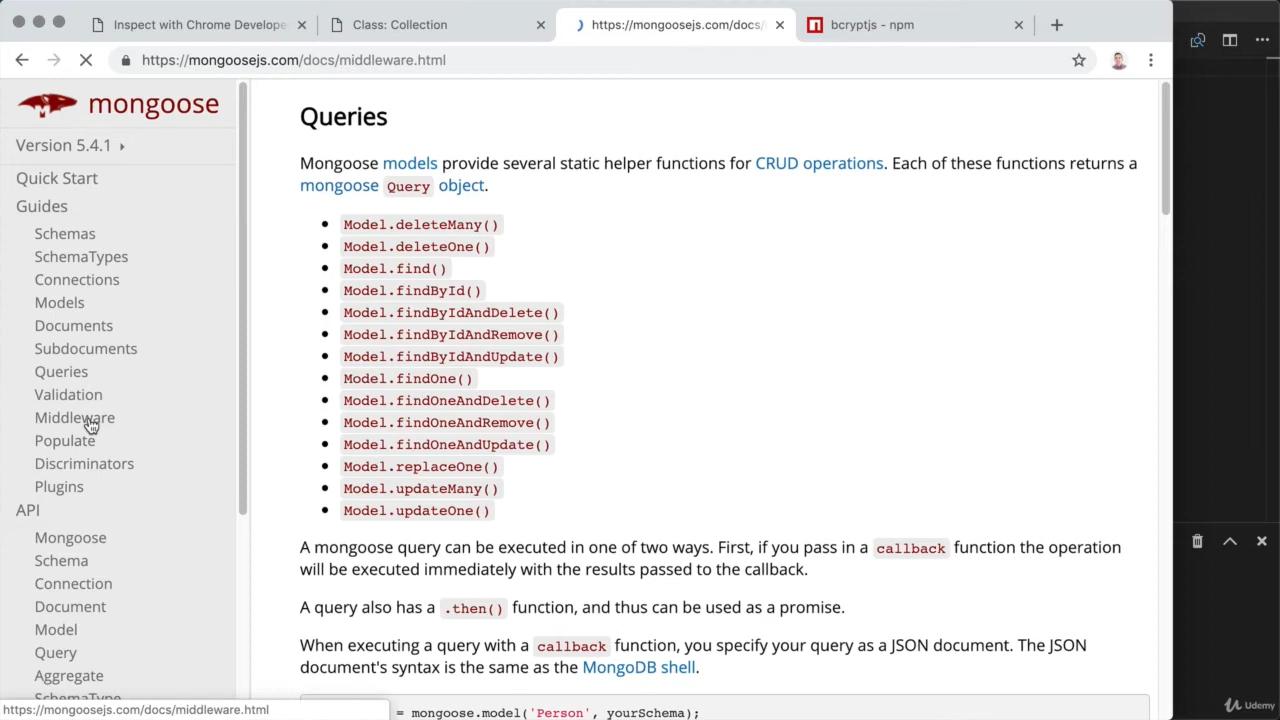 Inspect with Chrome Develope
Class: Collection
https://mongoosejs.com/docs/
bcryptjs - npm
https://mongoosejs.com/docs/middleware.html
mongoose
Version 5.4.1
Quick Start
Guides
Schemas
SchemaTypes
Connections
Models
Documents
Subdocuments
Queries
Validation
Middleware
Populate
Discriminators
Plugins
API
Mongoose
Schema
Connection
Document
Model
Query
Aggregate
SchemaType
Queries
Mongoose models provide several static helper functions for CRUD operations. Each of these functions returns a
mongoose Query object.
Model.deleteMany()
Model.deleteOne()
Model.find()
Model.findById()
Model.findByIdAndDelete()
Model.findByIdAndRemove()
Model.findByIdAndUpdate()
Model.findOne()
Model.findOneAndDelete()
Model.findOneAndRemove()
Model.findOneAndUpdate()
Model.replaceOne()
Model.updateMany()
Model.updateOne()
A mongoose query can be executed in one of two ways. First, if you pass in a callback function the operation
will be executed immediately with the results passed to the callback.
A query also has a .then() function, and thus can be used as a promise.
When executing a query with a callback function, you specify your query as a JSON document. The JSON
document's syntax is the same as the MongoDB shell.
= mongoose.model('Person', yourSchema);
https://mongoosejs.com/docs/middleware.html
Udemy